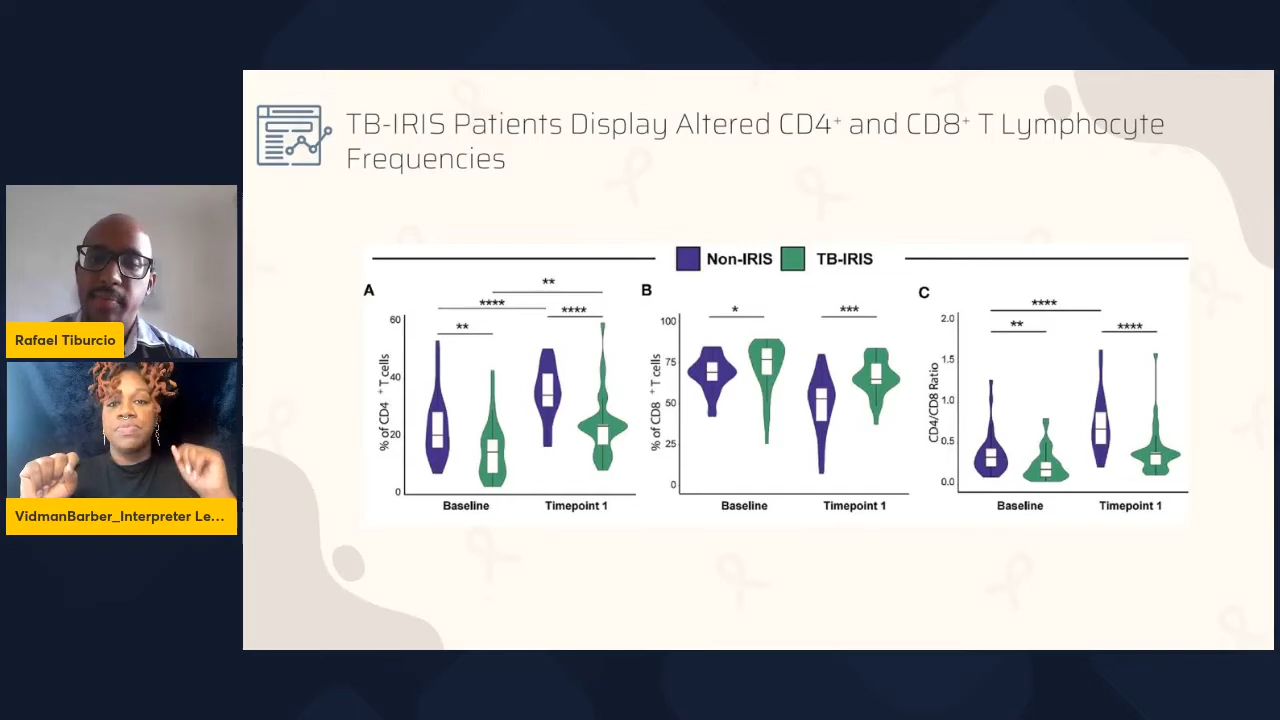 TB-IRIS Patients Display Altered CD4+ and CD8+ T Lymphocyte
Frequencies
Non-IRIS TB-IRIS
A
**
****
****
**
60
40
20
0
% of CD4 + T cells
Baseline Timepoint 1
B
*
***
100
75
50
25
0
% of CD8 + T cells
Baseline Timepoint 1
C
****
**
****
2.0
1.5
1.0
0.5
0.0
CD4/CD8 Ratio
Baseline Timepoint 1
Rafael Tiburcio
VidmanBarber_Interpreter Le...